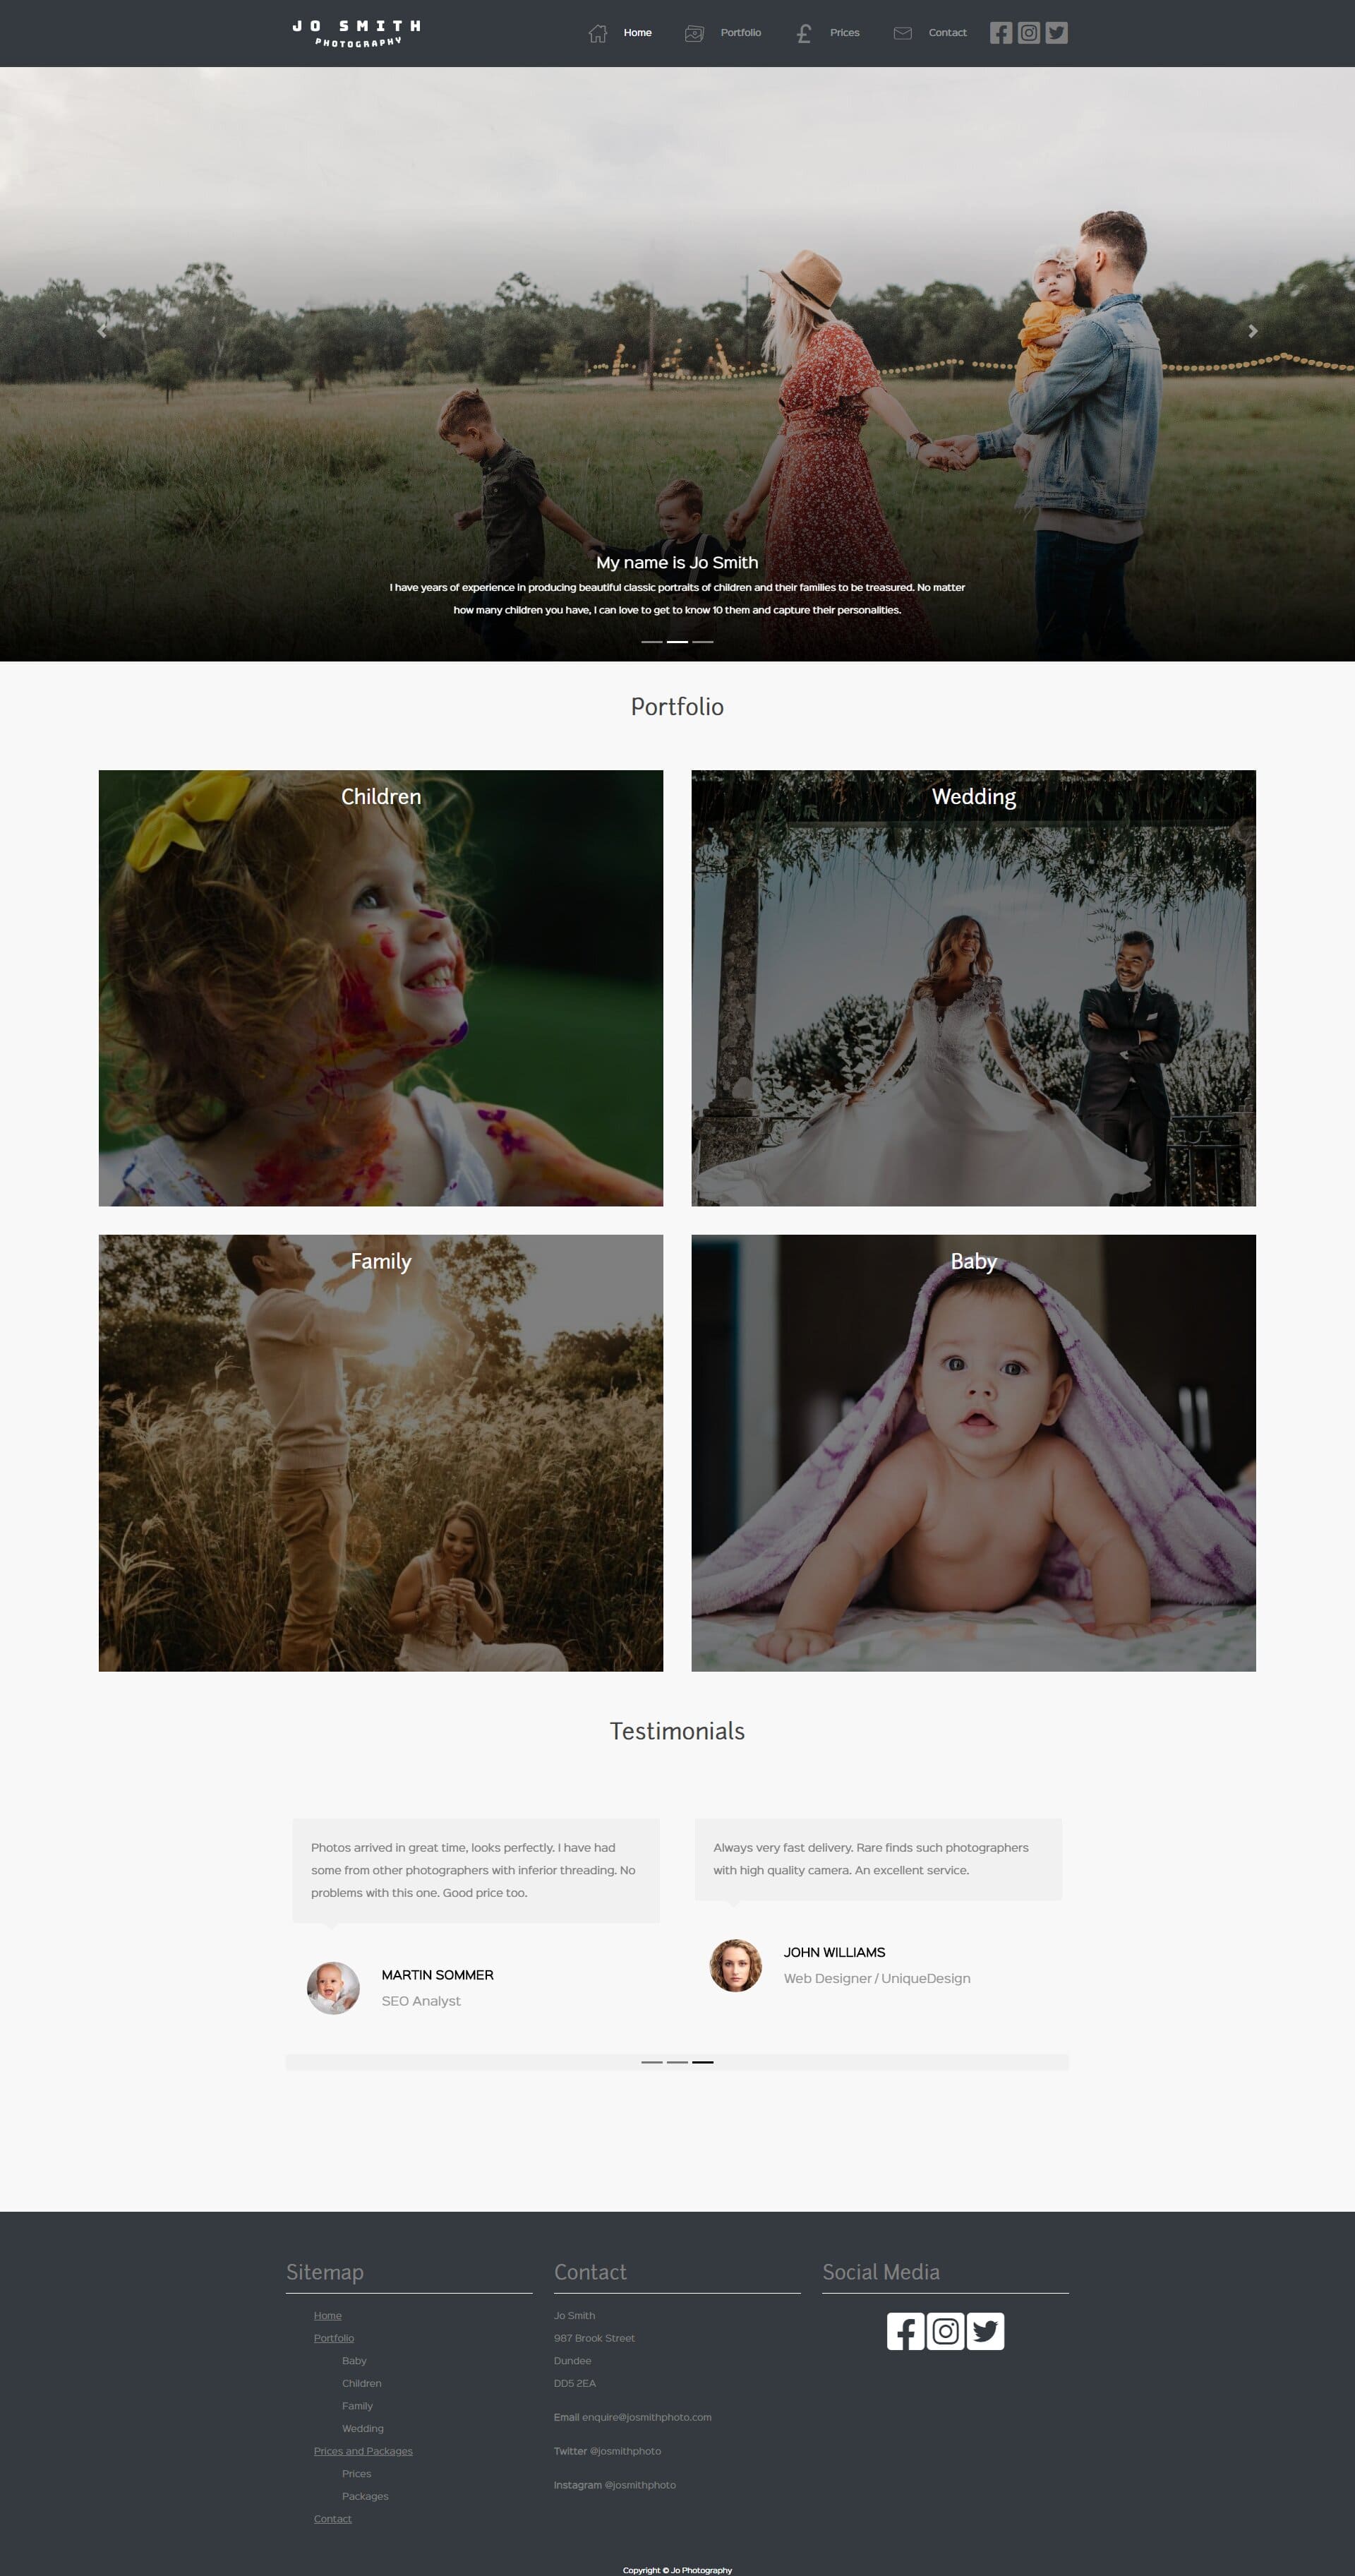 JO SMITH
PHOTOGRAPHY
Home
Portfolio
Prices
Contact
My name is Jo Smith
I have years of experience in producing beautiful classic portraits of children and their families to be treasured. No matter
how many children you have, I can love to get to know 10 them and capture their personalities.
Portfolio
Children
Wedding
Family
Baby
Testimonials
Photos arrived in great time, looks perfectly. I have had
some from other photographers with inferior threading. No
problems with this one. Good price too.
MARTIN SOMMER
SEO Analyst
Always very fast delivery. Rare finds such photographers
with high quality camera. An excellent service.
JOHN WILLIAMS
Web Designer / UniqueDesign
Sitemap
Home
Portfolio
Baby
Children
Family
Wedding
Prices and Packages
Prices
Packages
Contact
Contact
Jo Smith
987 Brook Street
Dundee
DD5 2EA
Email enquire@josmithphoto.com
Twitter @josmithphoto
Instagram @josmithphoto
Social Media
Copyright © Jo Photography